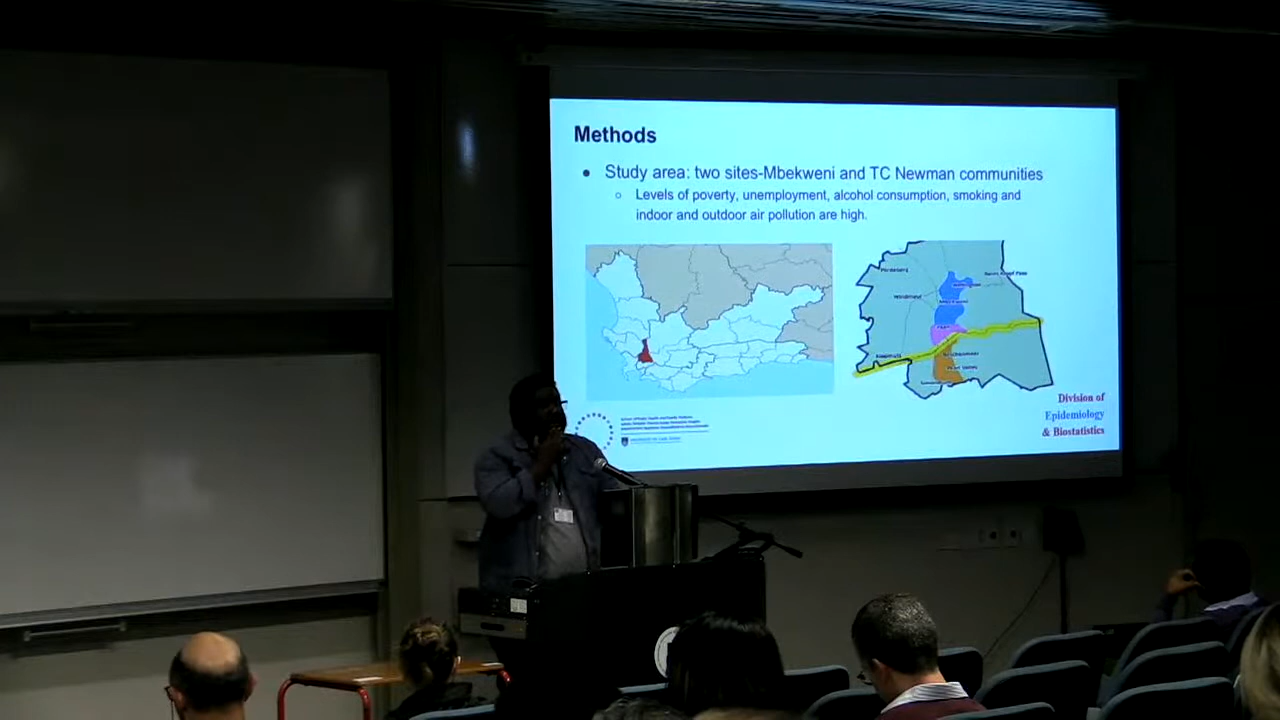 Methods
• Study area: two sites-Mbekweni and TC Newman communities
○ Levels of poverty, unemployment, alcohol consumption, smoking and
indoor and outdoor air pollution are high.
Division of
Epidemiology
& Biostatistics